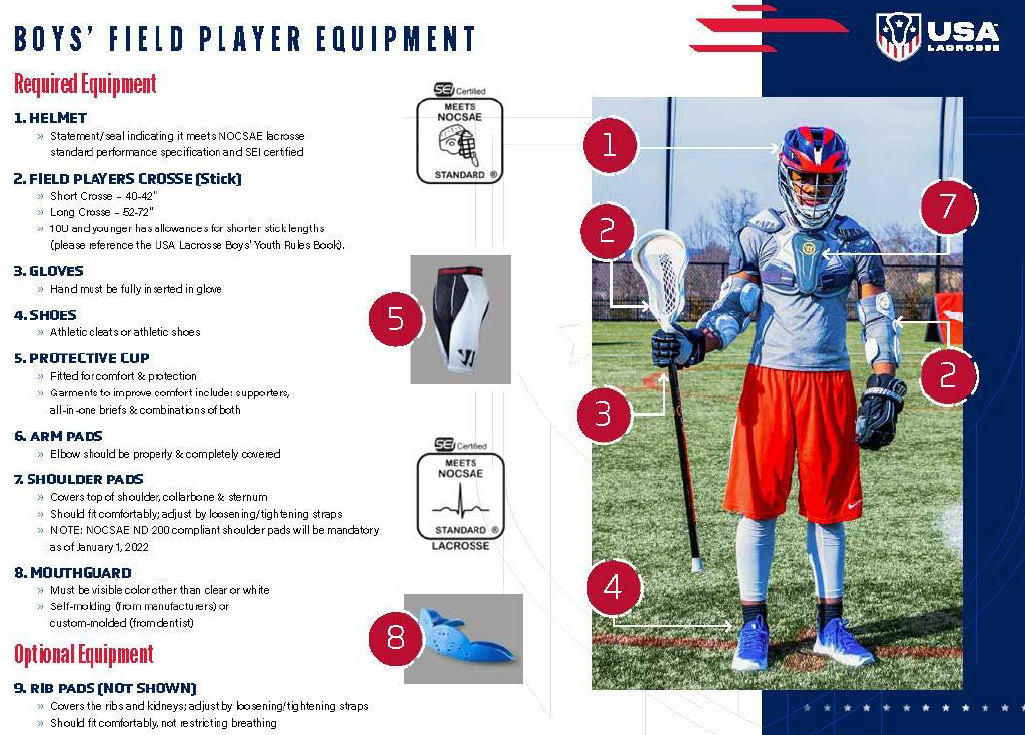 BOYS' FIELD PLAYER EQUIPMENT
USA
LACROSSE
Required Equipment
1. HELMET
» Statement/seal indicating it meets NOCSAE lacrosse
standard performance specification and SEI certified
2. FIELD PLAYERS CROSSE (Stick)
» Short Crosse – 40-42"
» Long Crosse – 52-72"
» 10U and younger has allowances for shorter stick lengths
(please reference the USA Lacrosse Boys' Youth Rules Book).
3. GLOVES
» Hand must be fully inserted in glove
4. SHOES
» Athletic cleats or athletic shoes
5. PROTECTIVE CUP
» Fitted for comfort & protection
» Garments to improve comfort include: supporters,
all-in-one briefs & combinations of both
6. ARM PADS
» Elbow should be properly & completely covered
7. SHOULDER PADS
» Covers top of shoulder, collarbone & sternum
» Should fit comfortably; adjust by loosening/tightening straps
» NOTE: NOCSAE ND 200 compliant shoulder pads will be mandatory
as of January 1, 2022
8. MOUTHGUARD
» Must be visible color other than clear or white
» Self-molding (from manufacturers) or
custom-molded (from dentist)
Optional Equipment
9. RIB PADS (NOT SHOWN)
» Covers the ribs and kidneys; adjust by loosening/tightening straps
» Should fit comfortably, not restricting breathing
SEI Certified
MEETS
NOCSAE
STANDARD ®
5
SEI Certified
MEETS
NOCSAE
STANDARD ®
LACROSSE
8
1
7
2
2
3
4